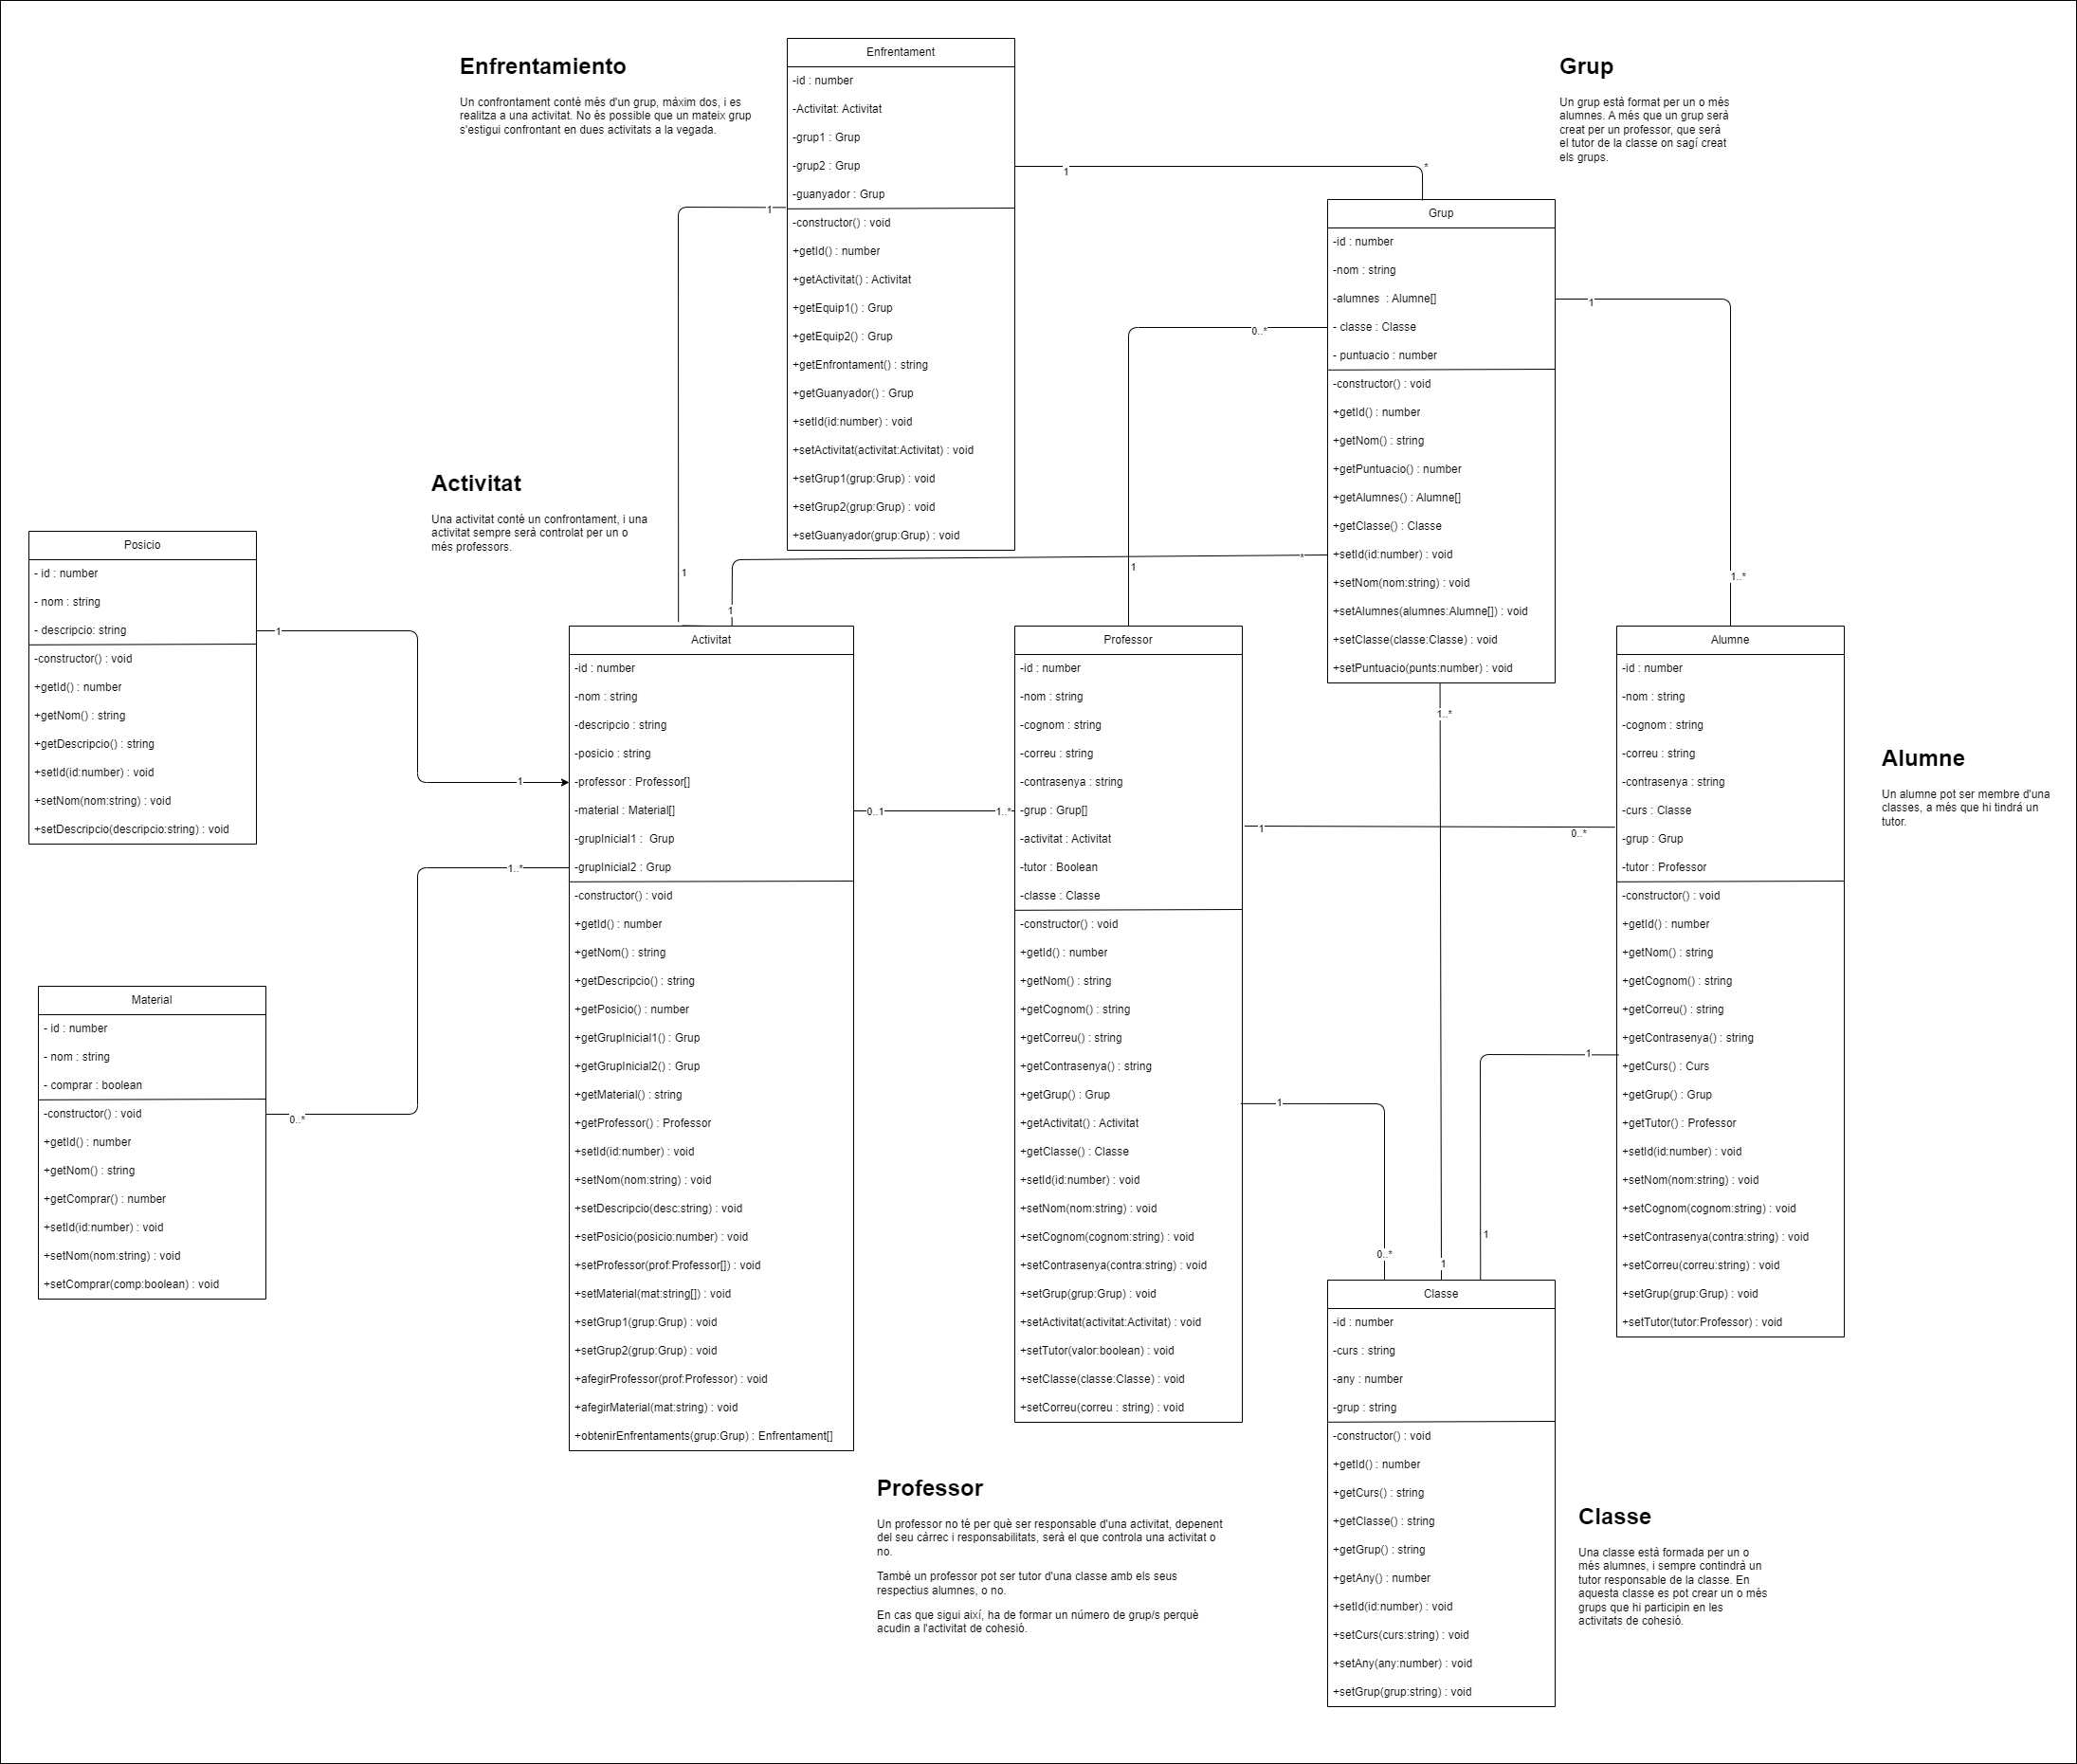 Enfrentamiento
Un confrontament conté més d'un grup, màxim dos, i es
realitza a una activitat. No és possible que un mateix grup
s'estigui confrontant en dues activitats a la vegada.
Enfrentament
-id : number
-Activitat: Activitat
-grup1 : Grup
-grup2 : Grup
-guanyador : Grup
-constructor() : void
+getId() : number
+getActivitat() : Activitat
+getEquip1() : Grup
+getEquip2() : Grup
+getEnfrontament() : string
+getGuanyador() : Grup
+setId(id:number) : void
+setActivitat(activitat:Activitat) : void
+setGrup1(grup:Grup) : void
+setGrup2(grup:Grup) : void
+setGuanyador(grup:Grup) : void
1
*
1
1
Grup
Un grup está format per un o més
alumnes. A més que un grup serà
creat per un professor, que serà
el tutor de la classe on sagí creat
els grups.
Grup
-id : number
-nom : string
-alumnes : Alumne[]
- classe : Classe
- puntuacio : number
-constructor() : void
+getId() : number
+getNom() : string
+getPuntuacio() : number
+getAlumnes() : Alumne[]
+getClasse() : Classe
+setId(id:number) : void
+setNom(nom:string) : void
+setAlumnes(alumnes:Alumne[]) : void
+setClasse(classe:Classe) : void
+setPuntuacio(punts:number) : void
1
1..*
0..*
1
*
1
1..*
1
Activitat
Una activitat conté un confrontament, i una
activitat sempre serà controlat per un o
més professors.
Posicio
- id : number
- nom : string
- descripcio: string
-constructor() : void
+getId() : number
+getNom() : string
+getDescripcio() : string
+setId(id:number) : void
+setNom(nom:string) : void
+setDescripcio(descripcio:string) : void
1
1
Activitat
-id : number
-nom : string
-descripcio : string
-posicio : string
-professor : Professor[]
-material : Material[]
-grupInicial1 : Grup
-grupInicial2 : Grup
-constructor() : void
+getId() : number
+getNom() : string
+getDescripcio() : string
+getPosicio() : number
+getGrupInicial1() : Grup
+getGrupInicial2() : Grup
+getMaterial() : string
+getProfessor() : Professor
+setId(id:number) : void
+setNom(nom:string) : void
+setDescripcio(desc:string) : void
+setPosicio(posicio:number) : void
+setProfessor(prof:Professor[]) : void
+setMaterial(mat:string[]) : void
+setGrup1(grup:Grup) : void
+setGrup2(grup:Grup) : void
+afegirProfessor(prof:Professor) : void
+afegirMaterial(mat:string) : void
+obtenirEnfrentaments(grup:Grup) : Enfrentament[]
0..1
1..*
1..*
0..*
Professor
-id : number
-nom : string
-cognom : string
-correu : string
-contrasenya : string
-grup : Grup[]
-activitat : Activitat
-tutor : Boolean
-classe : Classe
-constructor() : void
+getId() : number
+getNom() : string
+getCognom() : string
+getCorreu() : string
+getContrasenya() : string
+getGrup() : Grup
+getActivitat() : Activitat
+getClasse() : Classe
+setId(id:number) : void
+setNom(nom:string) : void
+setCognom(cognom:string) : void
+setContrasenya(contra:string) : void
+setGrup(grup:Grup) : void
+setActivitat(activitat:Activitat) : void
+setTutor(valor:boolean) : void
+setClasse(classe:Classe) : void
+setCorreu(correu : string) : void
1
0..*
1
0..*
Alumne
-id : number
-nom : string
-cognom : string
-correu : string
-contrasenya : string
-curs : Classe
-grup : Grup
-tutor : Professor
-constructor() : void
+getId() : number
+getNom() : string
+getCognom() : string
+getCorreu() : string
+getContrasenya() : string
+getCurs() : Curs
+getGrup() : Grup
+getTutor() : Professor
+setId(id:number) : void
+setNom(nom:string) : void
+setCognom(cognom:string) : void
+setContrasenya(contra:string) : void
+setCorreu(correu:string) : void
+setGrup(grup:Grup) : void
+setTutor(tutor:Professor) : void
1
1
Alumne
Un alumne pot ser membre d'una
classes, a més que hi tindrá un
tutor.
Material
- id : number
- nom : string
- comprar : boolean
-constructor() : void
+getId() : number
+getNom() : string
+getComprar() : number
+setId(id:number) : void
+setNom(nom:string) : void
+setComprar(comp:boolean) : void
Classe
-id : number
-curs : string
-any : number
-grup : string
-constructor() : void
+getId() : number
+getCurs() : string
+getClasse() : string
+getGrup() : string
+getAny() : number
+setId(id:number) : void
+setCurs(curs:string) : void
+setAny(any:number) : void
+setGrup(grup:string) : void
Professor
Un professor no té per què ser responsable d'una activitat, depenent
del seu càrrec i responsabilitats, serà el que controla una activitat o
no.
També un professor pot ser tutor d'una classe amb els seus
respectius alumnes, o no.
En cas que sigui així, ha de formar un número de grup/s perquè
acudin a l'activitat de cohesió.
Classe
Una classe està formada per un o
més alumnes, i sempre contindrà un
tutor responsable de la classe. En
aquesta classe es pot crear un o més
grups que hi participin en les
activitats de cohesió.